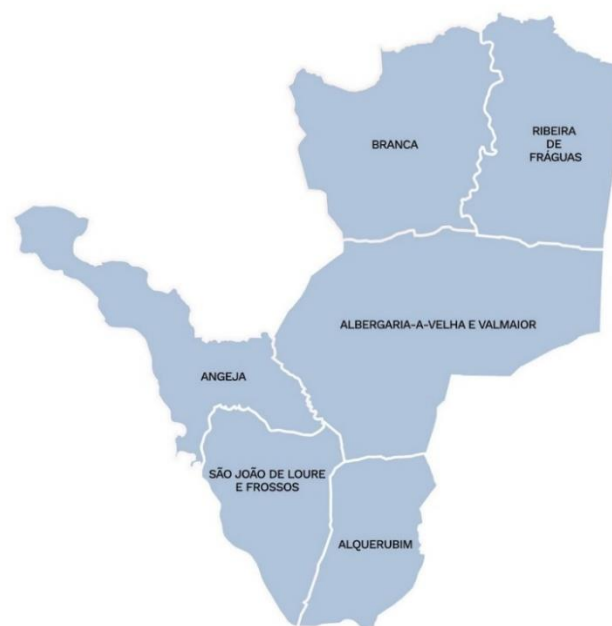 BRANCA
RIBEIRA
DE
FRÁGUAS
ALBERGARIA-A-VELHA E VALMAIOR
ANGEJA
SÃO JOÃO DE LOURE
E FROSSOS
ALQUERUBIM